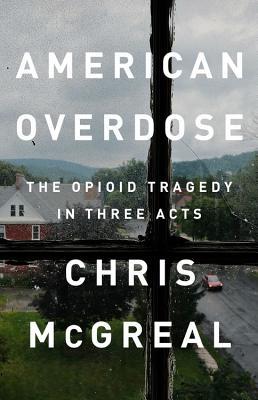 AMERICAN
OVERDOSE
THE OPIOID TRAGEDY
IN THREE ACTS
CHRIS
McGREAL